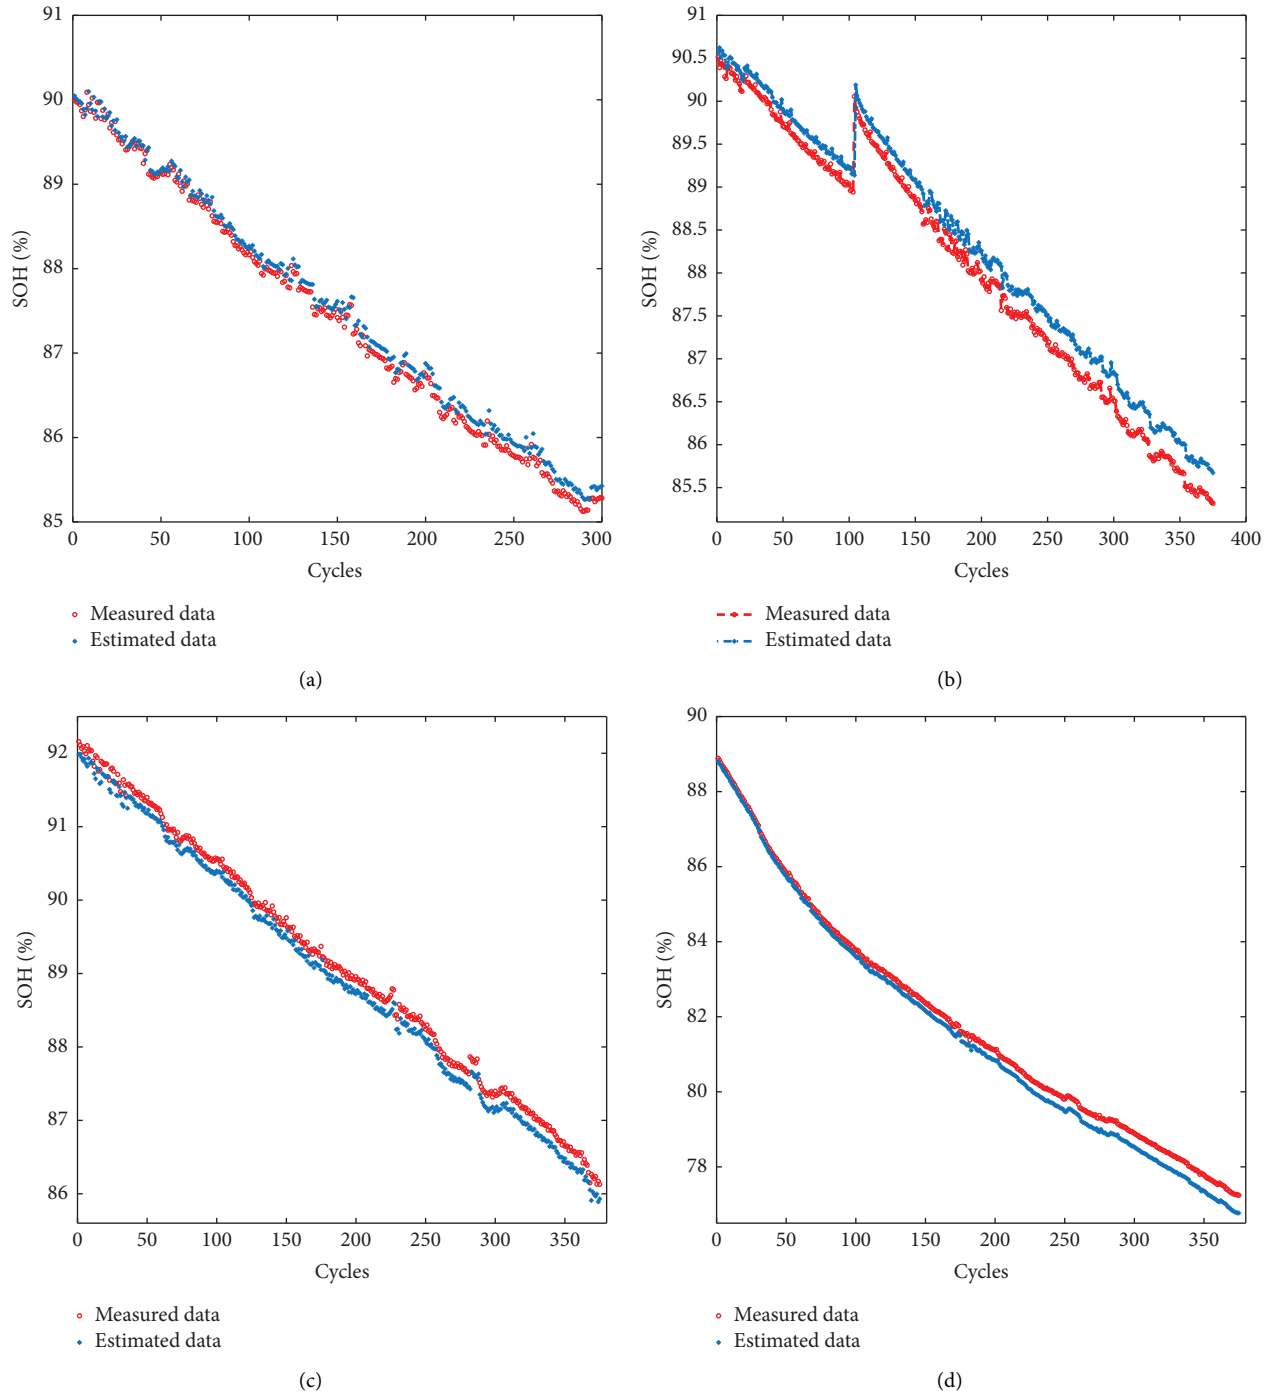 91
90
89
88
87
86
85
SOH (%)
0 50 100 150 200 250 300
Cycles
Measured data
Estimated data
(a)
91
90.5
90
89.5
89
88.5
88
87.5
87
86.5
86
85.5
SOH (%)
0 50 100 150 200 250 300 350 400
Cycles
Measured data
Estimated data
(b)
92
91
90
89
88
87
86
SOH (%)
0 50 100 150 200 250 300 350
Cycles
Measured data
Estimated data
(c)
90
88
86
84
82
80
78
SOH (%)
0 50 100 150 200 250 300 350
Cycles
Measured data
Estimated data
(d)